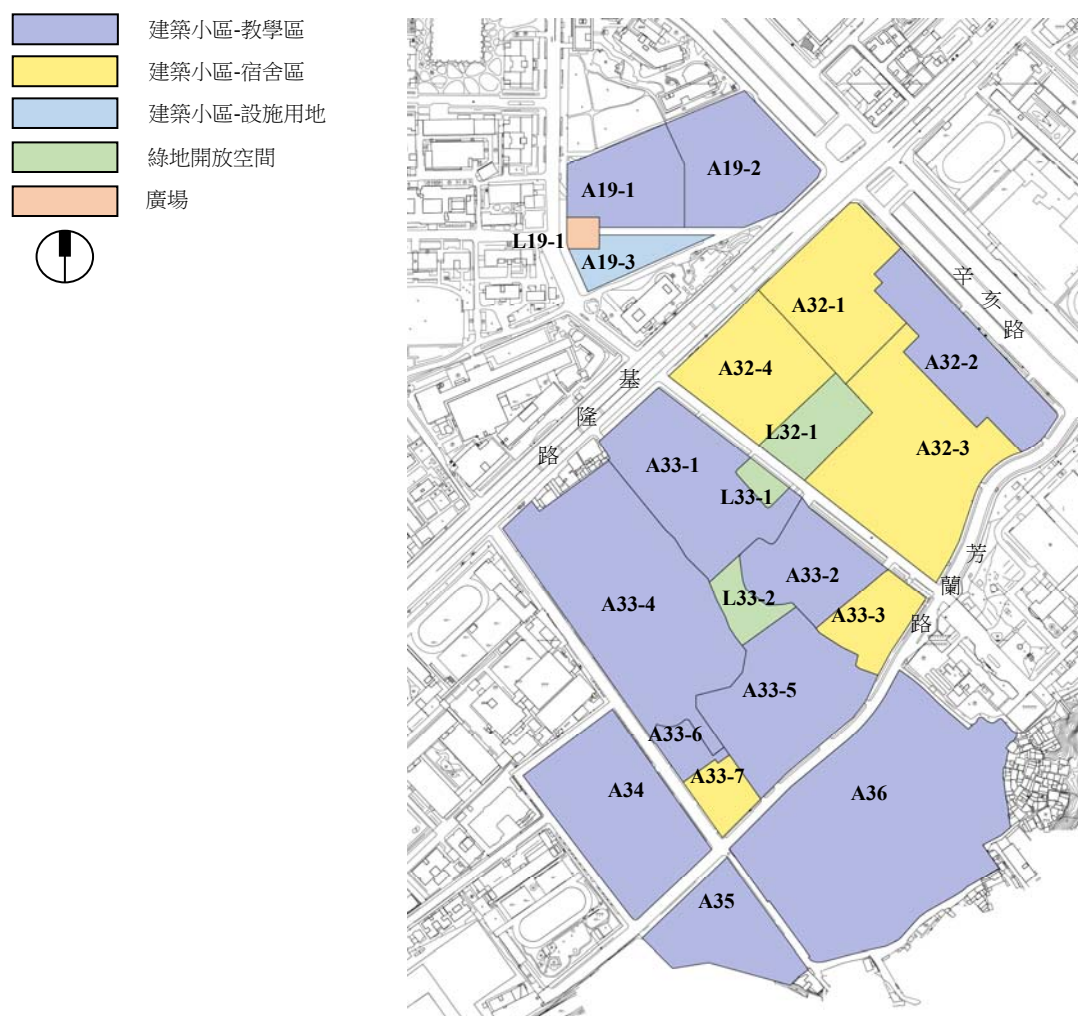 建築小區-教學區
建築小區-宿舍區
建築小區-設施用地
綠地開放空間
廣場
A19-2
A19-1
L19-1
A19-3
辛亥路
A32-1
A32-2
A32-4
基隆路
L32-1
A32-3
A33-1
L33-1
芳蘭路
A33-2
L33-2
A33-4
A33-3
A33-5
A33-6
A33-7
A34
A36
A35